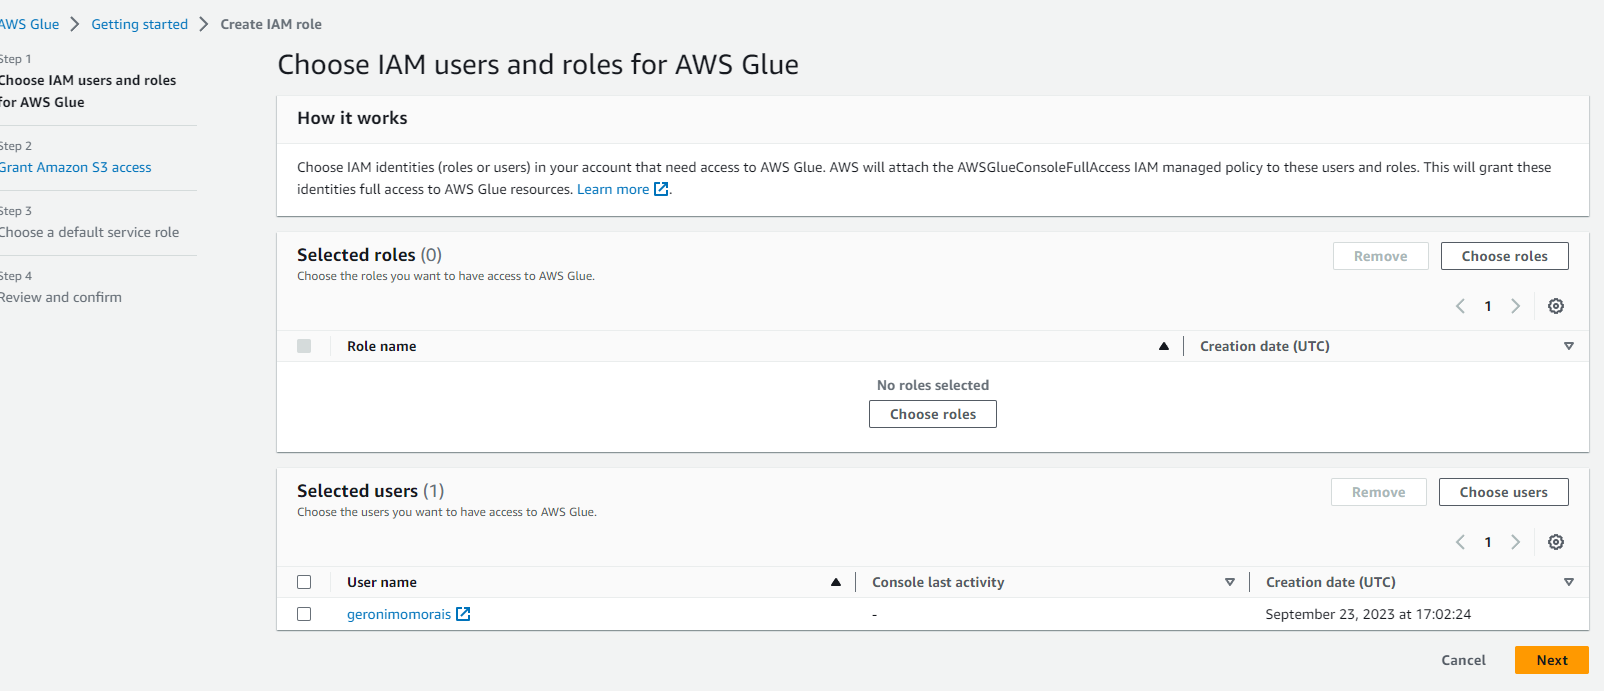 AWS Glue > Getting started > Create IAM role
Step 1
Choose IAM users and roles
for AWS Glue
Step 2
Grant Amazon S3 access
Step 3
Choose a default service role
Step 4
Review and confirm
Choose IAM users and roles for AWS Glue
How it works
Choose IAM identities (roles or users) in your account that need access to AWS Glue. AWS will attach the AWSGlueConsoleFullAccess IAM managed policy to these users and roles. This will grant these
identities full access to AWS Glue resources. Learn more.
Selected roles (0)
Choose the roles you want to have access to AWS Glue.
Remove
Choose roles
1
Role name
Creation date (UTC)
No roles selected
Choose roles
Selected users (1)
Choose the users you want to have access to AWS Glue.
Remove
Choose users
1
User name
Console last activity
Creation date (UTC)
geronimomorais
-
September 23, 2023 at 17:02:24
Cancel
Next